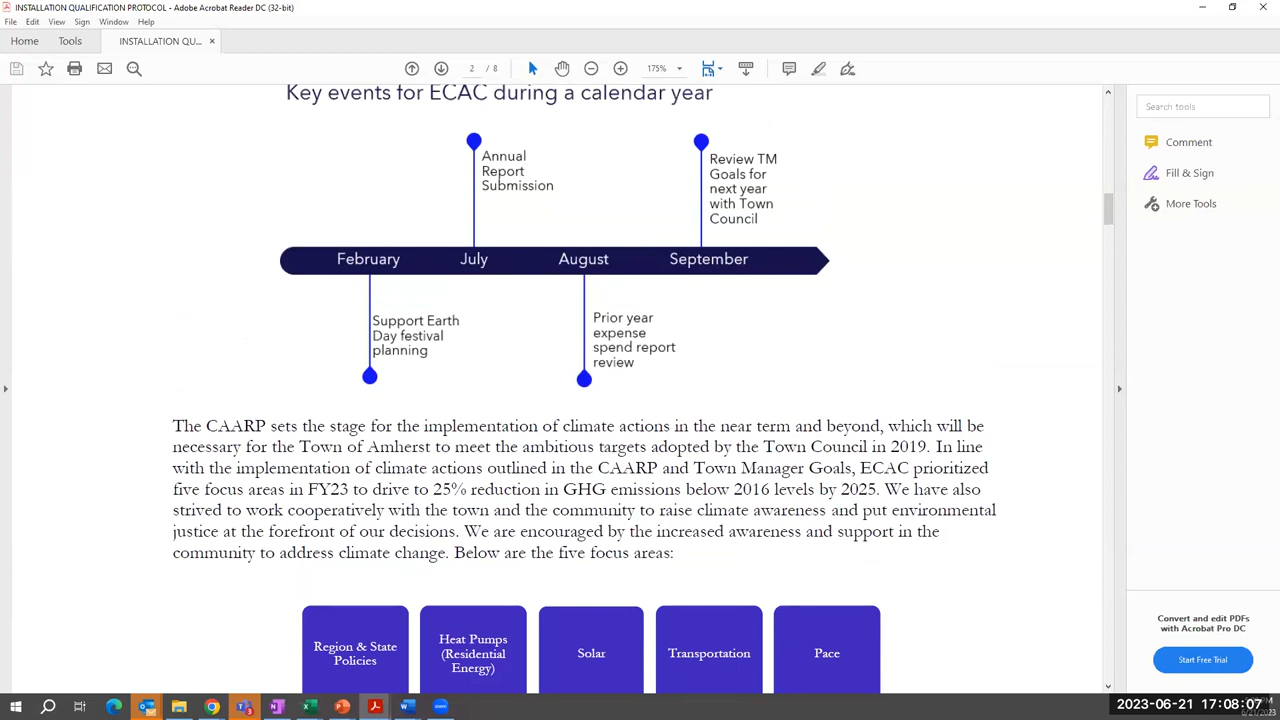 INSTALLATION QUALIFICATION PROTOCOL - Adobe Acrobat Reader DC (32-bit)
File Edit View Sign Window Help
Home Tools INSTALLATION QU... ×
2 / 8 175%
Key events for ECAC during a calendar year
Annual
Report
Submission
Review TM
Goals for
next year
with Town
Council
February July August September
Support Earth
Day festival
planning
Prior year
expense
spend report
review
The CAARP sets the stage for the implementation of climate actions in the near term and beyond, which will be
necessary for the Town of Amherst to meet the ambitious targets adopted by the Town Council in 2019. In line
with the implementation of climate actions outlined in the CAARP and Town Manager Goals, ECAC prioritized
five focus areas in FY23 to drive to 25% reduction in GHG emissions below 2016 levels by 2025. We have also
strived to work cooperatively with the town and the community to raise climate awareness and put environmental
justice at the forefront of our decisions. We are encouraged by the increased awareness and support in the
community to address climate change. Below are the five focus areas:
Region & State
Policies
Heat Pumps
(Residential
Energy)
Solar
Transportation
Pace
Search tools
Comment
Fill & Sign
More Tools
Convert and edit PDFs
with Acrobat Pro DC
Start Free Trial
2023-06-21 17:08:07